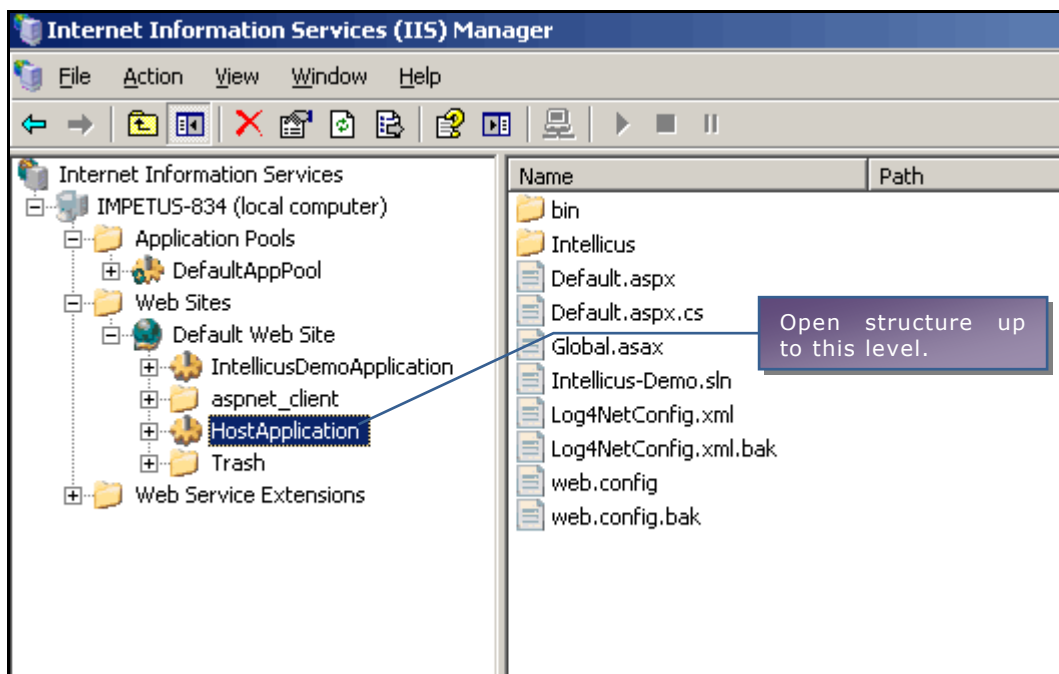 Internet Information Services (IIS) Manager
File Action View Window Help
Internet Information Services
IMPETUS-834 (local computer)
Application Pools
DefaultAppPool
Web Sites
Default Web Site
IntellicusDemoApplication
aspnet_client
HostApplication
Trash
Web Service Extensions
Name Path
bin
Intellicus
Default.aspx
Default.aspx.cs
Global.asax
Intellicus-Demo.sln
Log4NetConfig.xml
Log4NetConfig.xml.bak
web.config
web.config.bak
Open structure up
to this level.